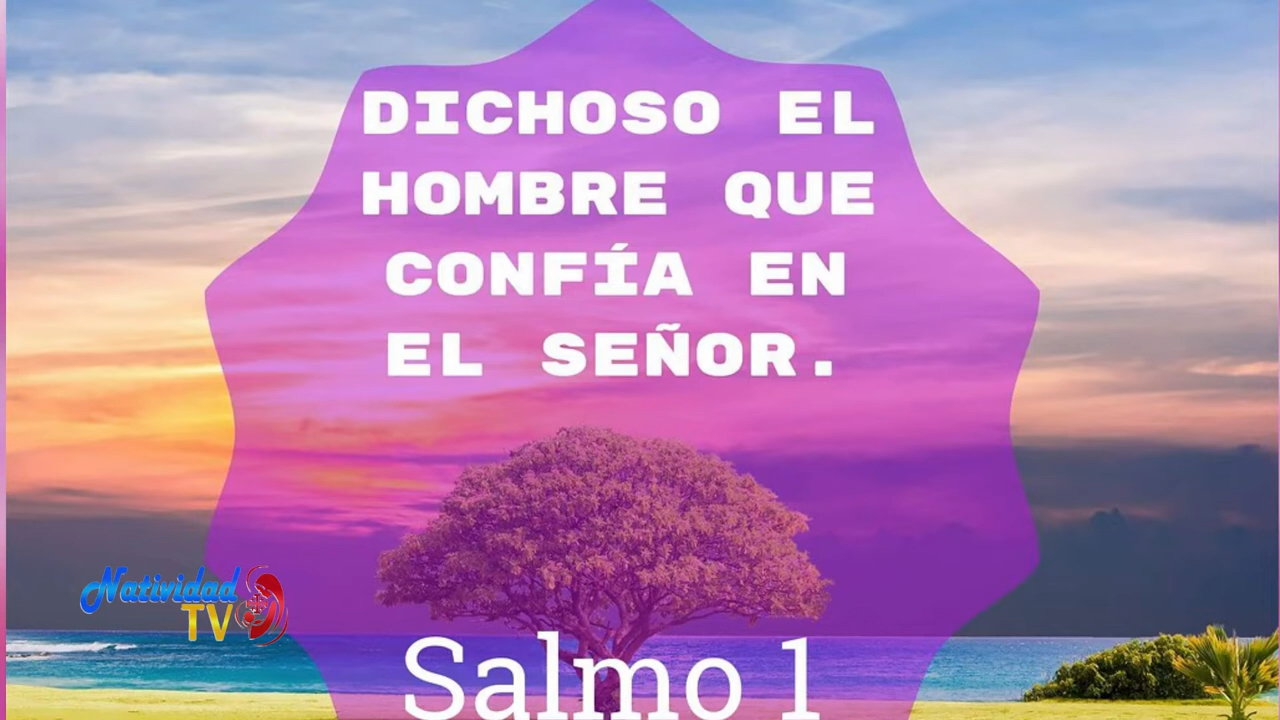 DICHOSO EL
HOMBRE QUE
CONFÍA EN
EL SEÑOR.
Natividad
TV
Salmo 1